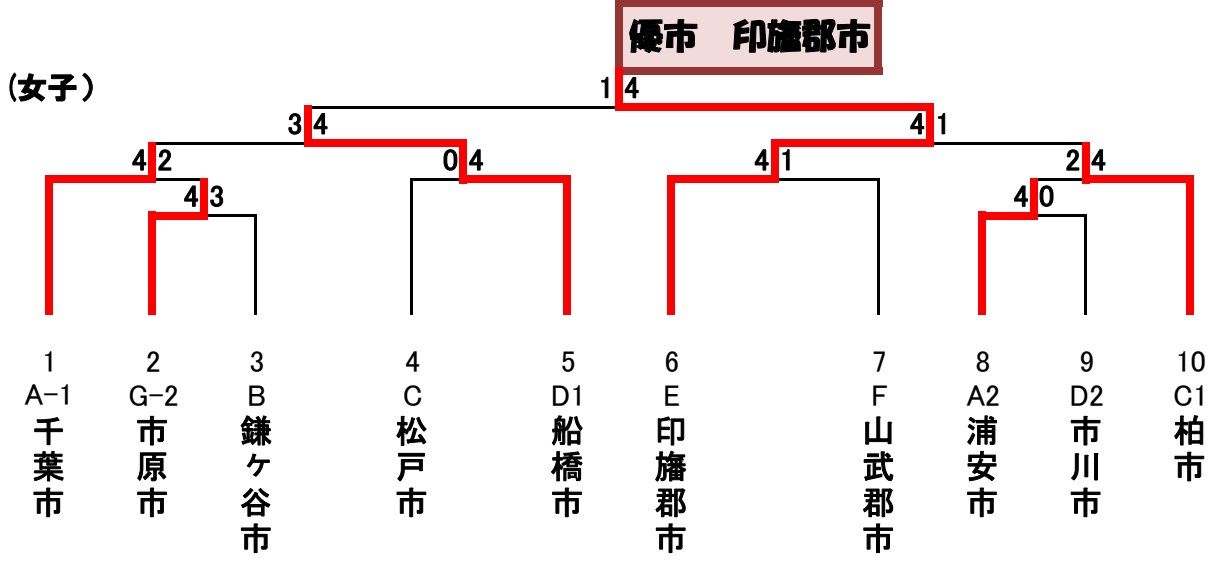 優市　印旛郡市
(女子)
1 4
3 4
4 1
4 2
0 4
4 1
2 4
4 3
4 0
1 2 3 4 5 6 7 8 9 10
A-1 G-2 B C D1 E F A2 D2 C1
千葉市
市原市
鎌ヶ谷市
松戸市
船橋市
印旛郡市
山武郡市
浦安市
市川市
柏市